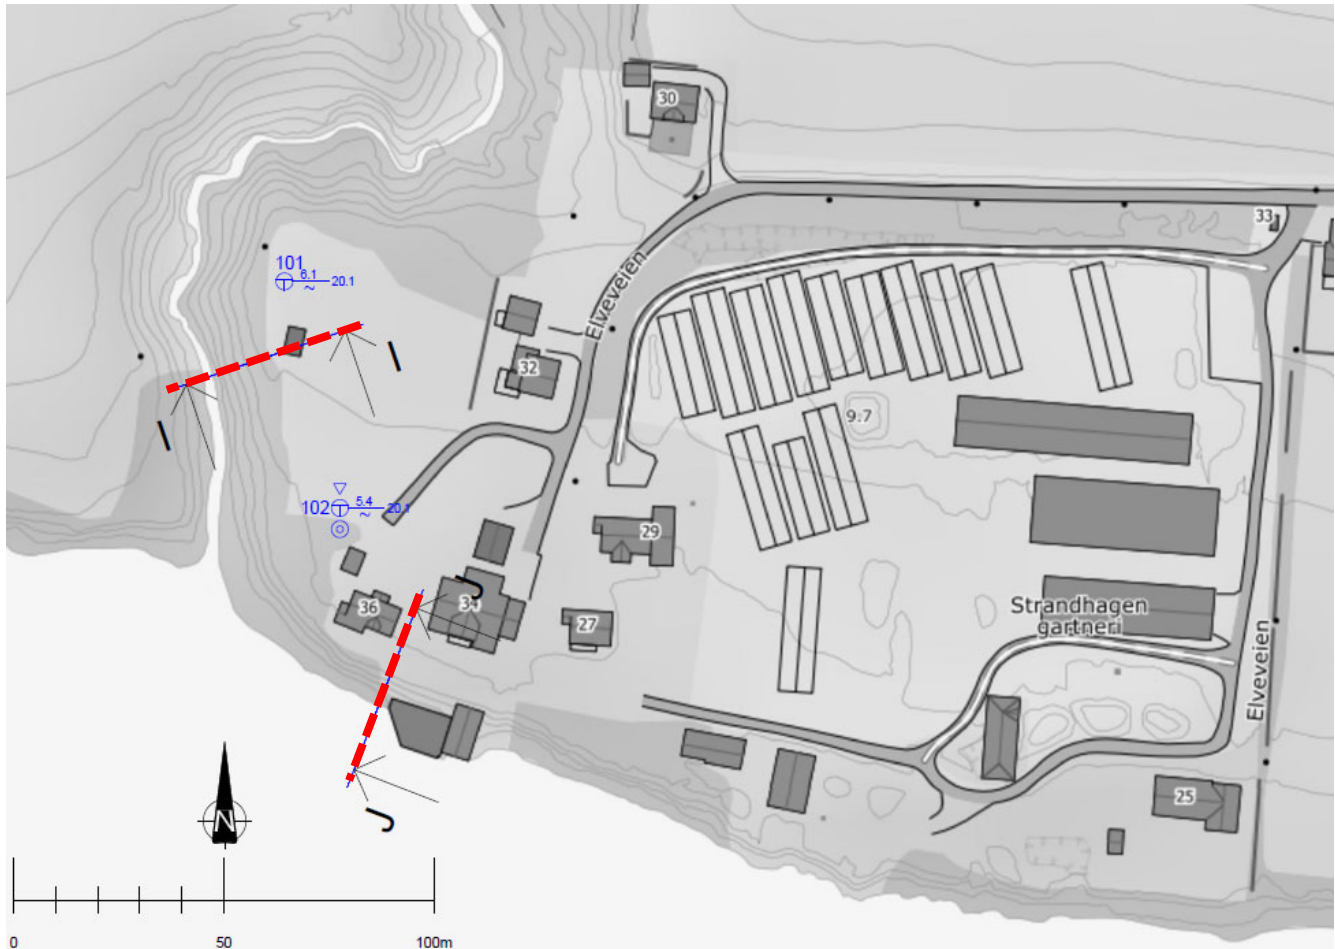 30
33
101 6.1 20.1
~
Elveveien
I
32
9.7
I
102 5.4 20.1
~
29
J
36
34
27
Strandhagen
gartneri
Elveveien
25
J
N
0 50 100m